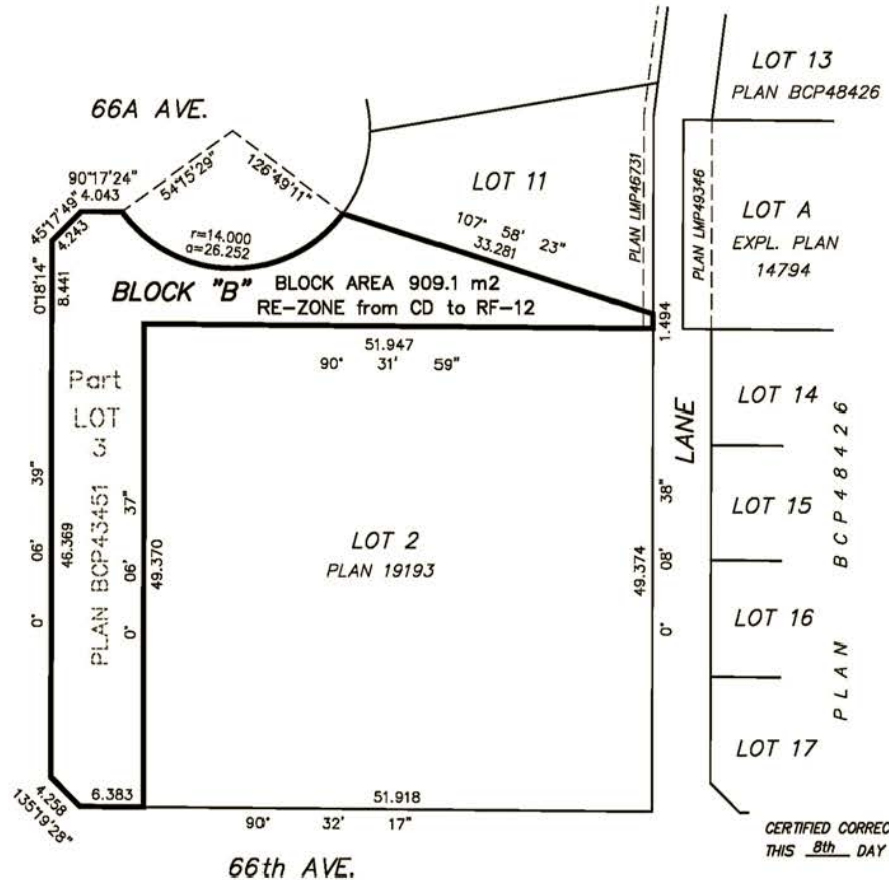 LOT 13
PLAN BCP48426
66A AVE.
90°17'24"
4.043
54°15'29"
126°49'11"
45°17'49"
4.243
LOT 11
PLAN LMP46731
PLAN LMP49346
LOT A
EXPL. PLAN
14794
r=14.000
a=26.252
107° 58' 23"
33.281
0°18'14"
8.441
BLOCK "B"
BLOCK AREA 909.1 m2
RE-ZONE from CD to RF-12
1.494
51.947
90° 31' 59"
Part
LOT
3
PLAN BCP43451
0° 06' 39"
46.369
0° 06' 37"
49.370
LOT 2
PLAN 19193
49.374
0° 08' 38"
LANE
LOT 14
LOT 15
LOT 16
LOT 17
PLAN BCP48426
4.258
135°19'28"
6.383
51.918
90° 32' 17"
66th AVE.
CERTIFIED CORREC
THIS 8th DAY